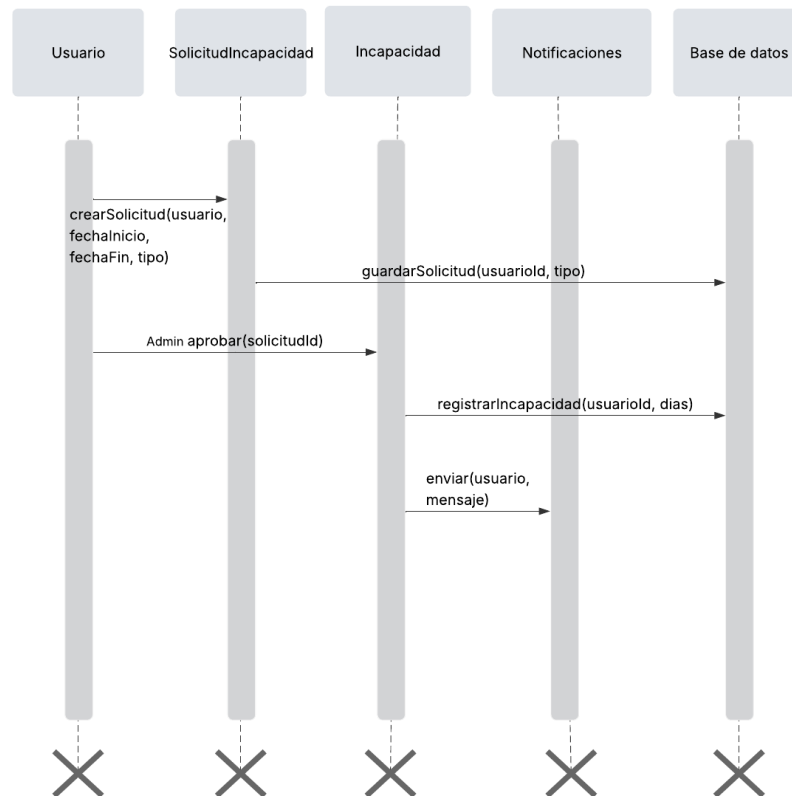 Usuario
SolicitudIncapacidad
Incapacidad
Notificaciones
Base de datos
crearSolicitud(usuario,
fechaInicio,
fechaFin, tipo)
guardarSolicitud(usuarioId, tipo)
Admin aprobar(solicitudId)
registrarIncapacidad(usuarioId, dias)
enviar(usuario,
mensaje)